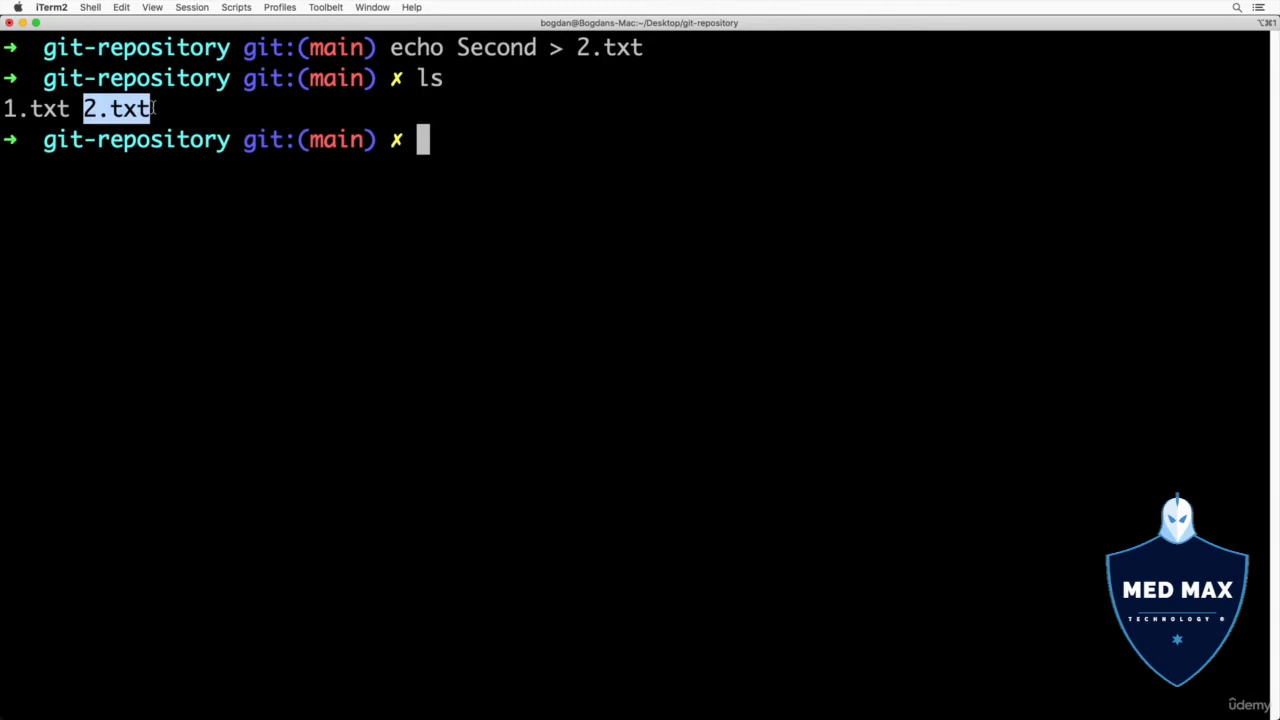 iTerm2 Shell Edit View Session Scripts Profiles Toolbelt Window Help
bogdan@Bogdans-Mac:~/Desktop/git-repository
⌥⌘1
➜ git-repository git:(main) echo Second > 2.txt
➜ git-repository git:(main) ✗ ls
1.txt 2.txt
➜ git-repository git:(main) ✗
MED MAX
TECHNOLOGY ©
ûdemy